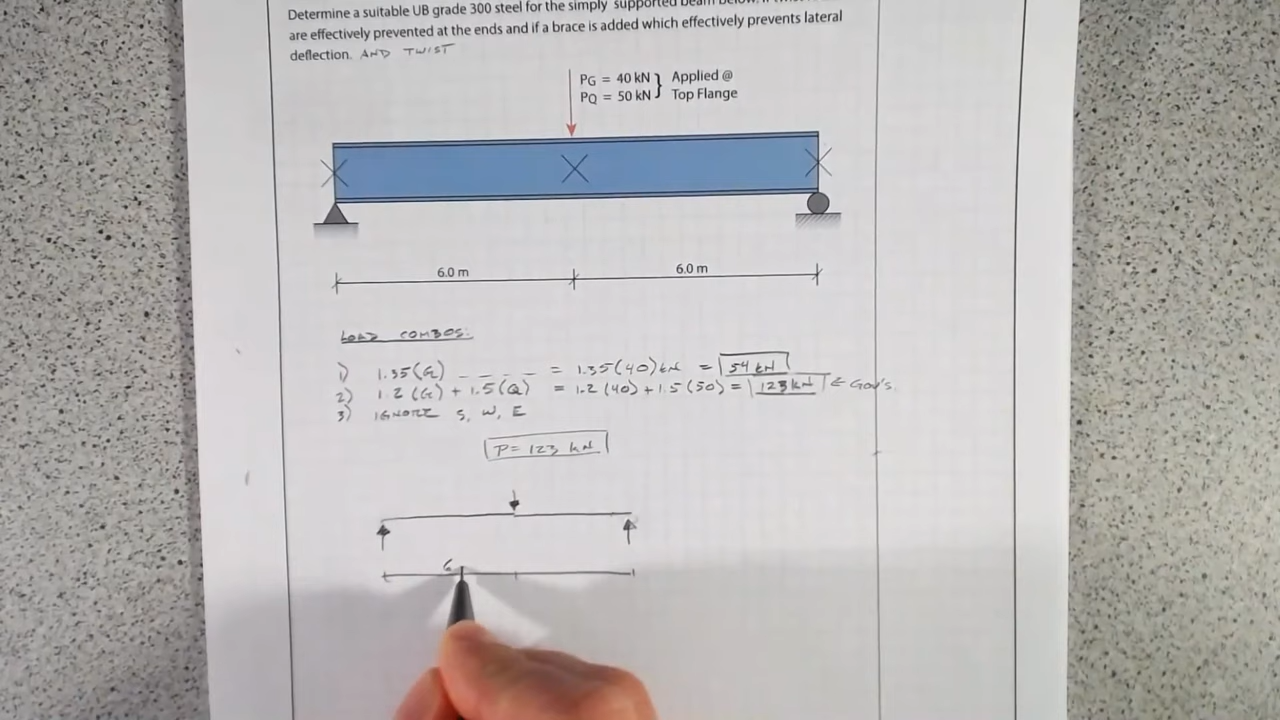 Determine a suitable UB grade 300 steel for the simply supported beam
are effectively prevented at the ends and if a brace is added which effectively prevents lateral
deflection. AND TWIST
PG = 40 kN } Applied @
PQ = 50 kN } Top Flange
6.0 m 6.0 m
LOAD COMBOS:
1) 1.35(G) _ _ _ _ = 1.35(40)kN = 54 kN
2) 1.2(G) + 1.5(Q) = 1.2(40) + 1.5(50) = 123 kN ← GOV'S
3) IGNORE S, W, E
P = 123 kN
6